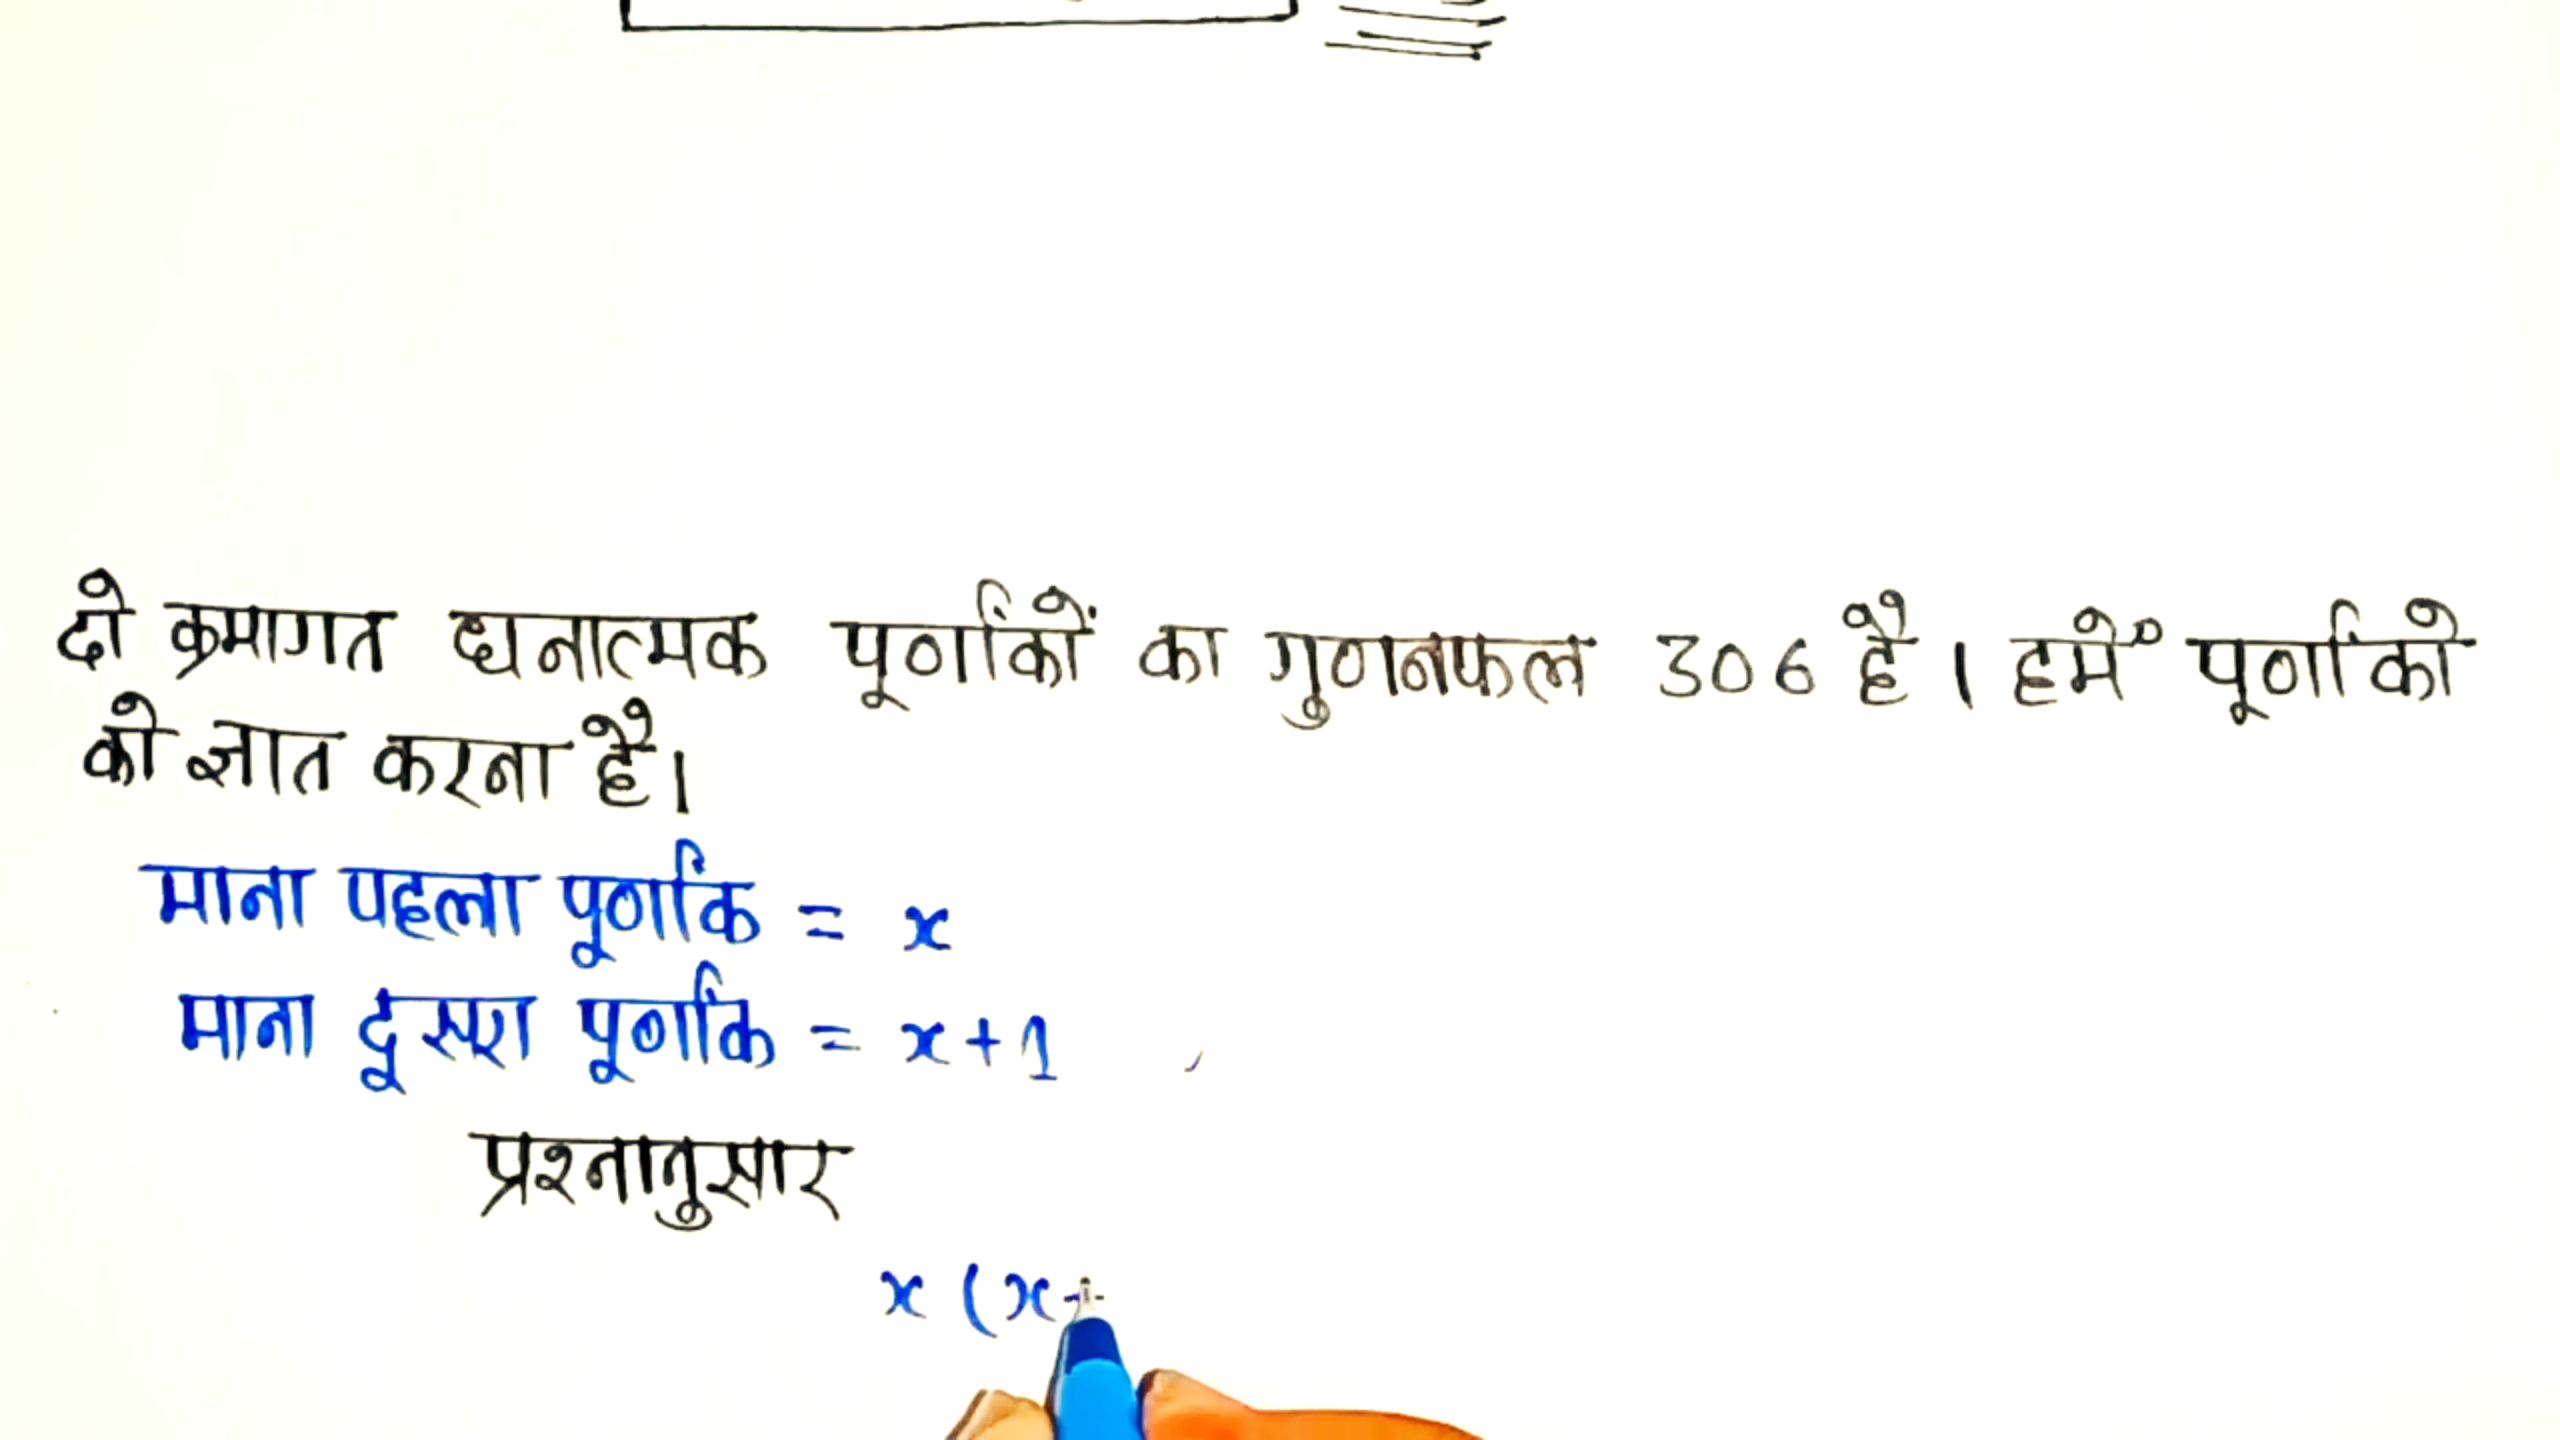 दो क्रमागत धनात्मक पूर्णांकों का गुणनफल 306 है। हमें पूर्णांको
को ज्ञात करना है।
माना पहला पूर्णांक = x
माना दूसरा पूर्णांक = x+1
प्रश्नानुसार
x (x+